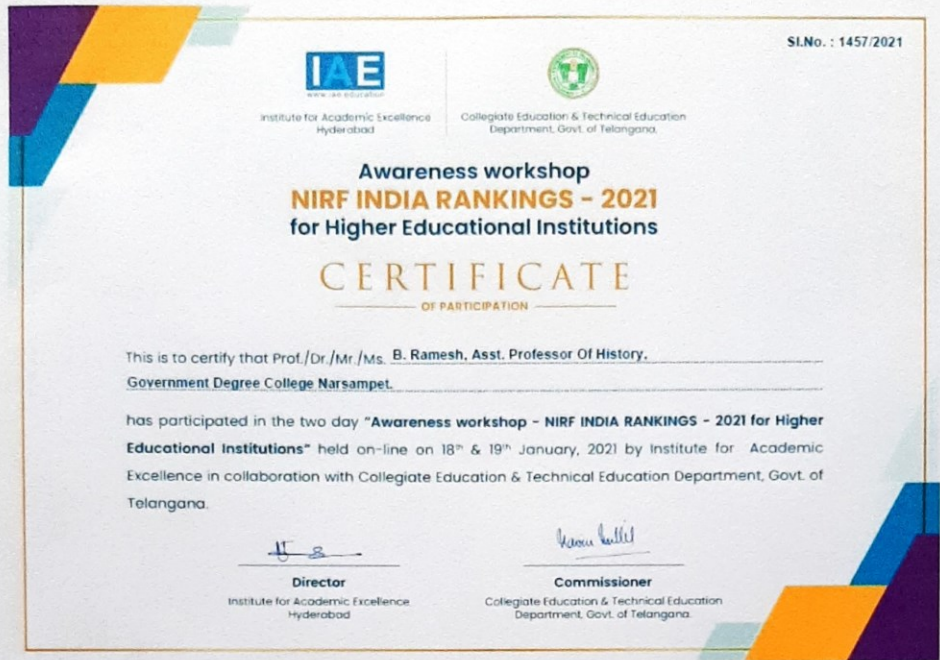 Sl.No. : 1457/2021
IAE
www.iae.education
Institute for Academic Excellence
Hyderabad
Collegiate Education & Technical Education
Department, Govt. of Telangana.
Awareness workshop
NIRF INDIA RANKINGS - 2021
for Higher Educational Institutions
CERTIFICATE
OF PARTICIPATION
This is to certify that Prof./Dr./Mr./Ms. B. Ramesh, Asst. Professor Of History,
Government Degree College Narsampet.
has participated in the two day "Awareness workshop - NIRF INDIA RANKINGS - 2021 for Higher
Educational Institutions" held on-line on 18th & 19th January, 2021 by Institute for Academic
Excellence in collaboration with Collegiate Education & Technical Education Department, Govt. of
Telangana.
Director
Institute for Academic Excellence
Hyderabad
Commissioner
Collegiate Education & Technical Education
Department, Govt. of Telangana.